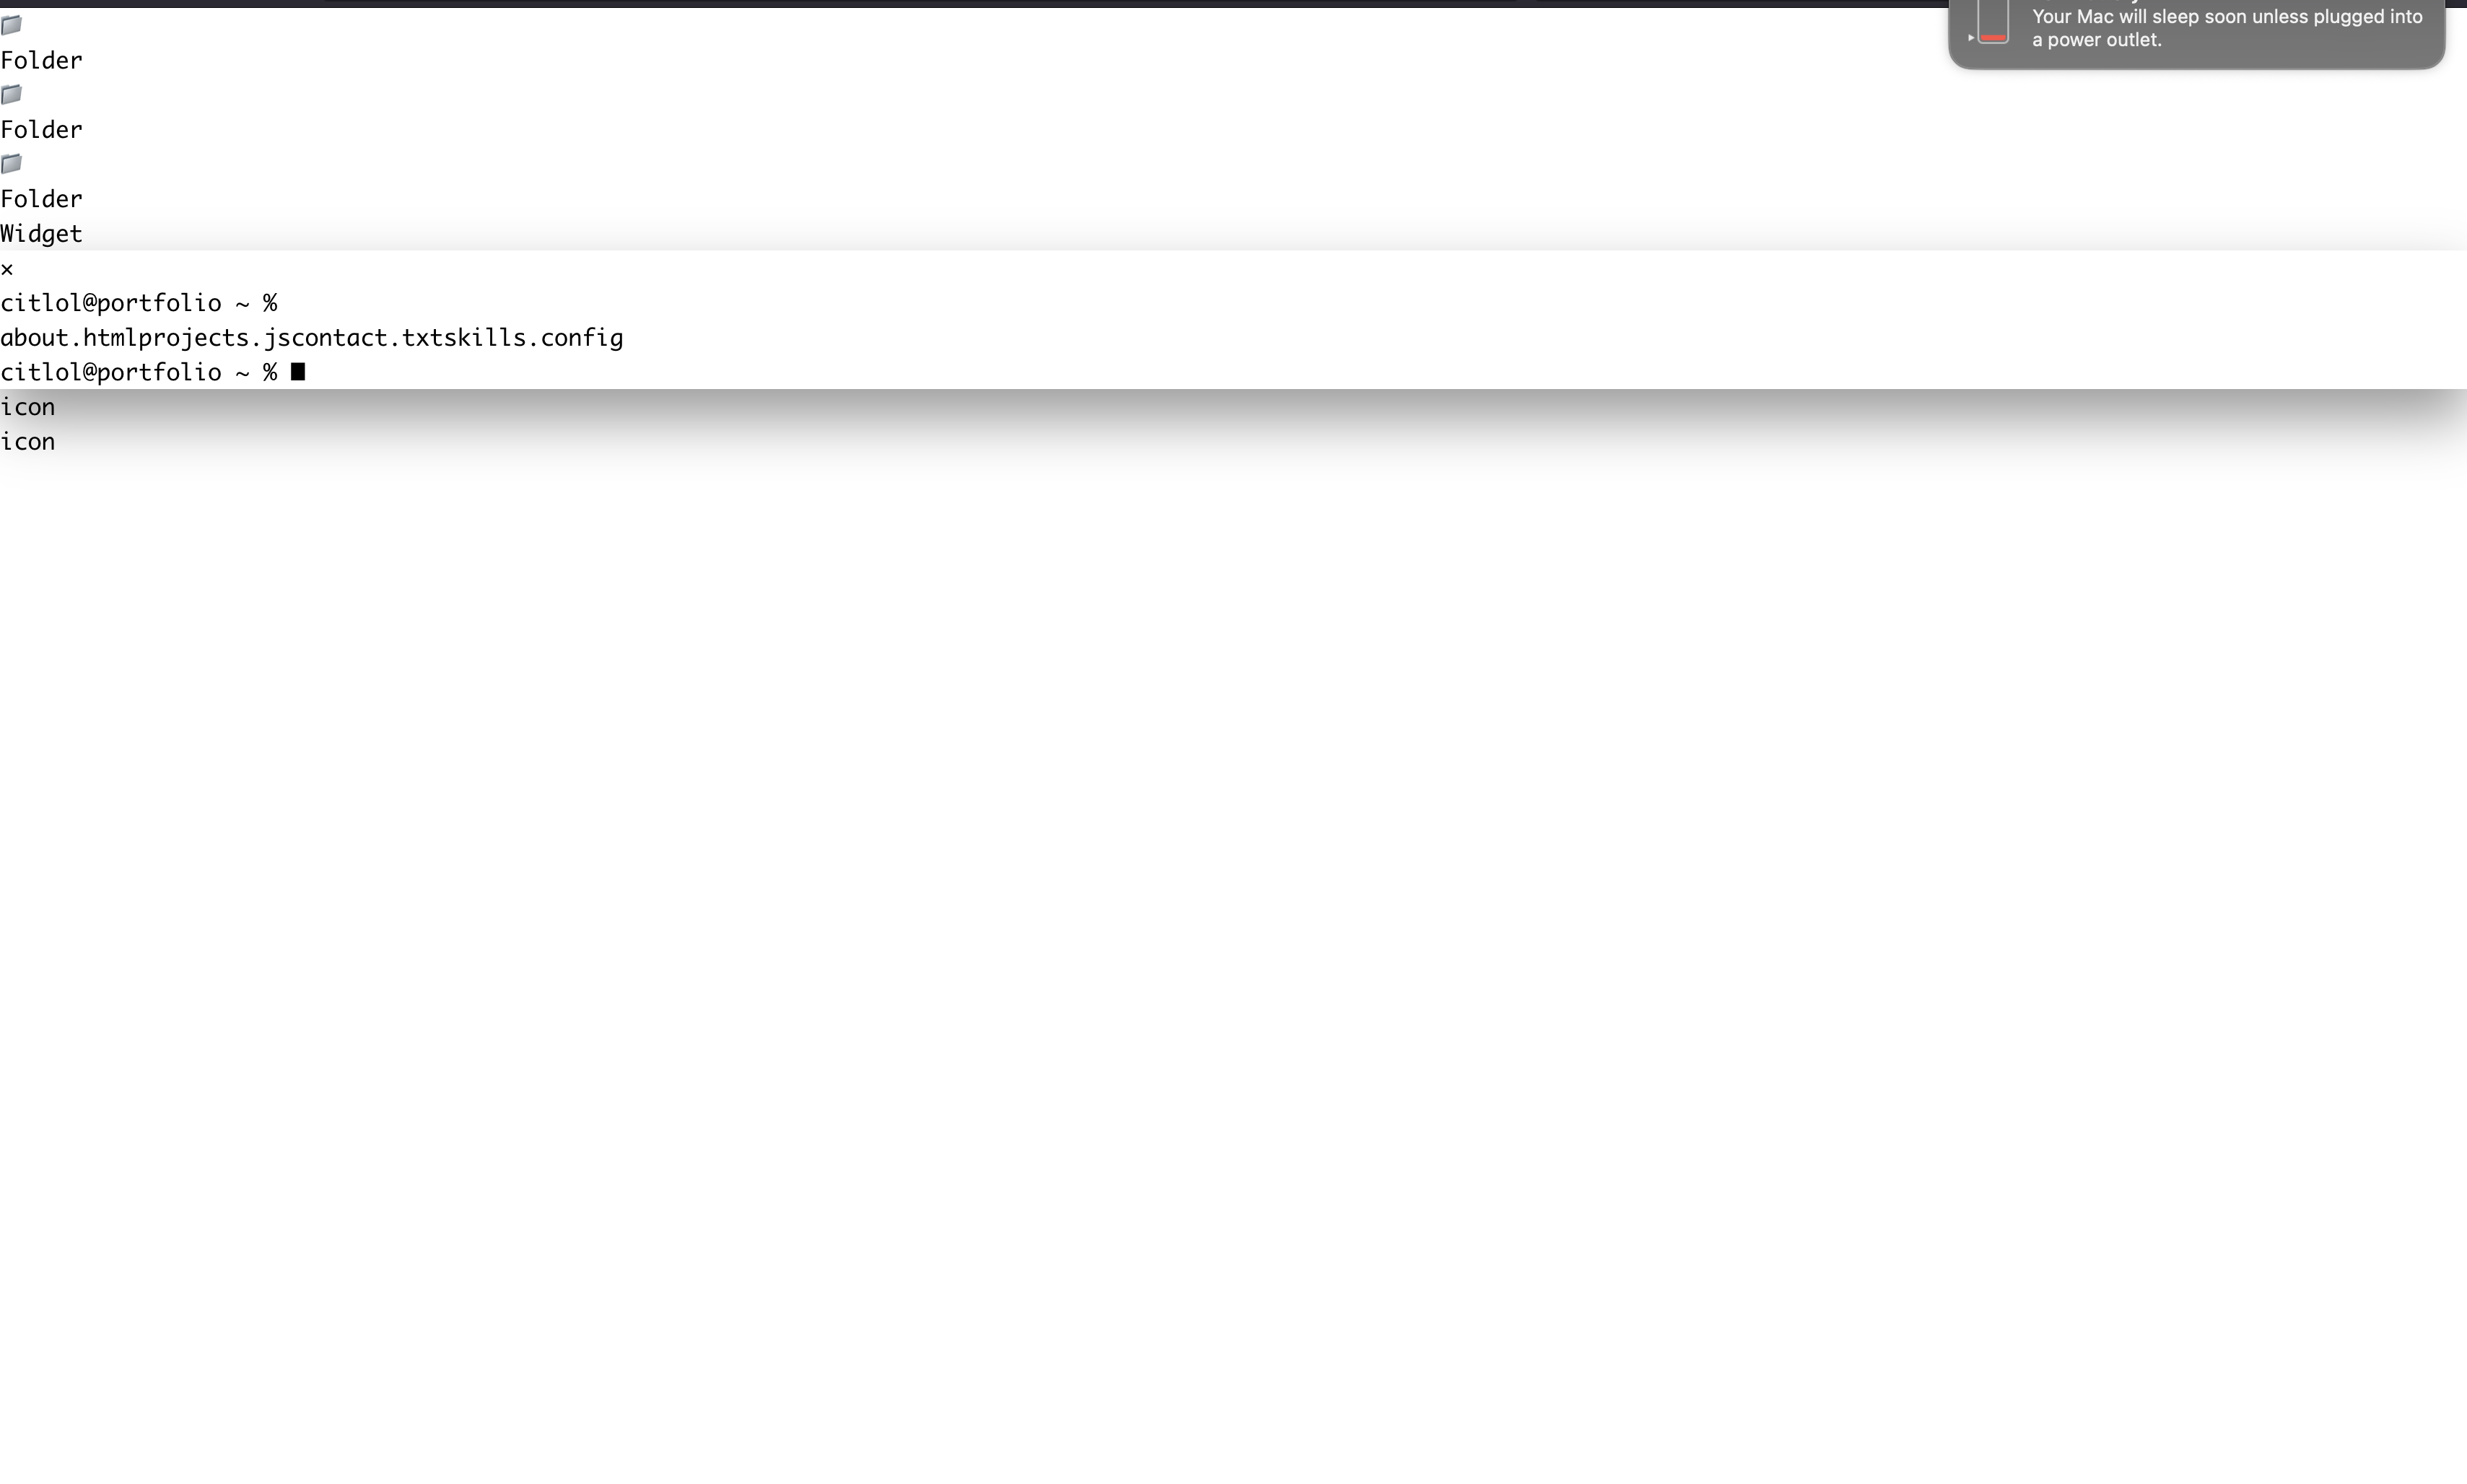 Folder
Folder
Folder
Widget
×
citlol@portfolio ~ %
about.htmlprojects.jscontact.txtskills.config
citlol@portfolio ~ %
icon
icon
Your Mac will sleep soon unless plugged into
a power outlet.